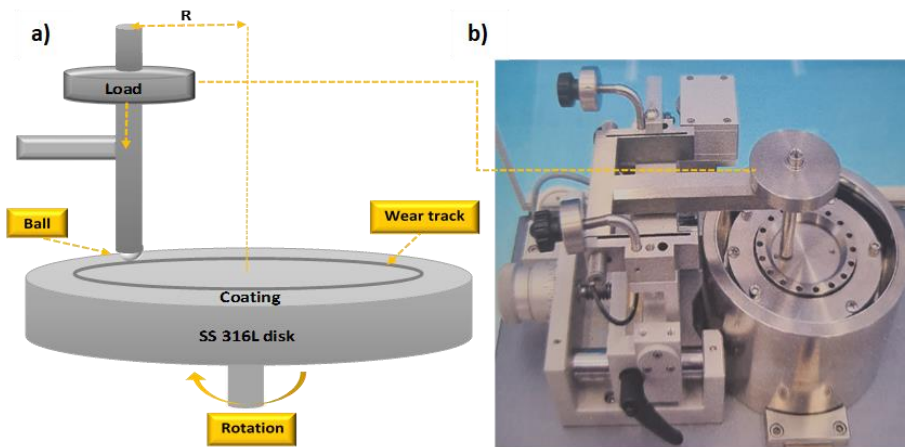 a)
R
b)
Load
Ball
Wear track
Coating
SS 316L disk
Rotation